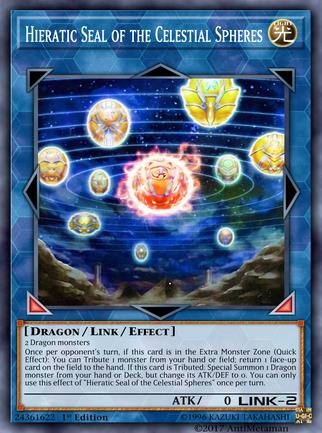 Hieratic Seal of the Celestial Spheres
LIGHT
光
[Dragon / Link / Effect]
2 Dragon monsters
Once per opponent's turn, if this card is in the Extra Monster Zone (Quick
Effect): You can Tribute 1 monster from your hand or field; return 1 face-up
card on the field to the hand. If this card is Tributed: Special Summon 1 Dragon
monster from your hand or Deck, but change its ATK/DEF to 0. You can only
use this effect of "Hieratic Seal of the Celestial Spheres" once per turn.
ATK/ 0 LINK-2
24361622 1st Edition ©1996 KAZUKI TAKAHASHI
©2017 AntiMetaman